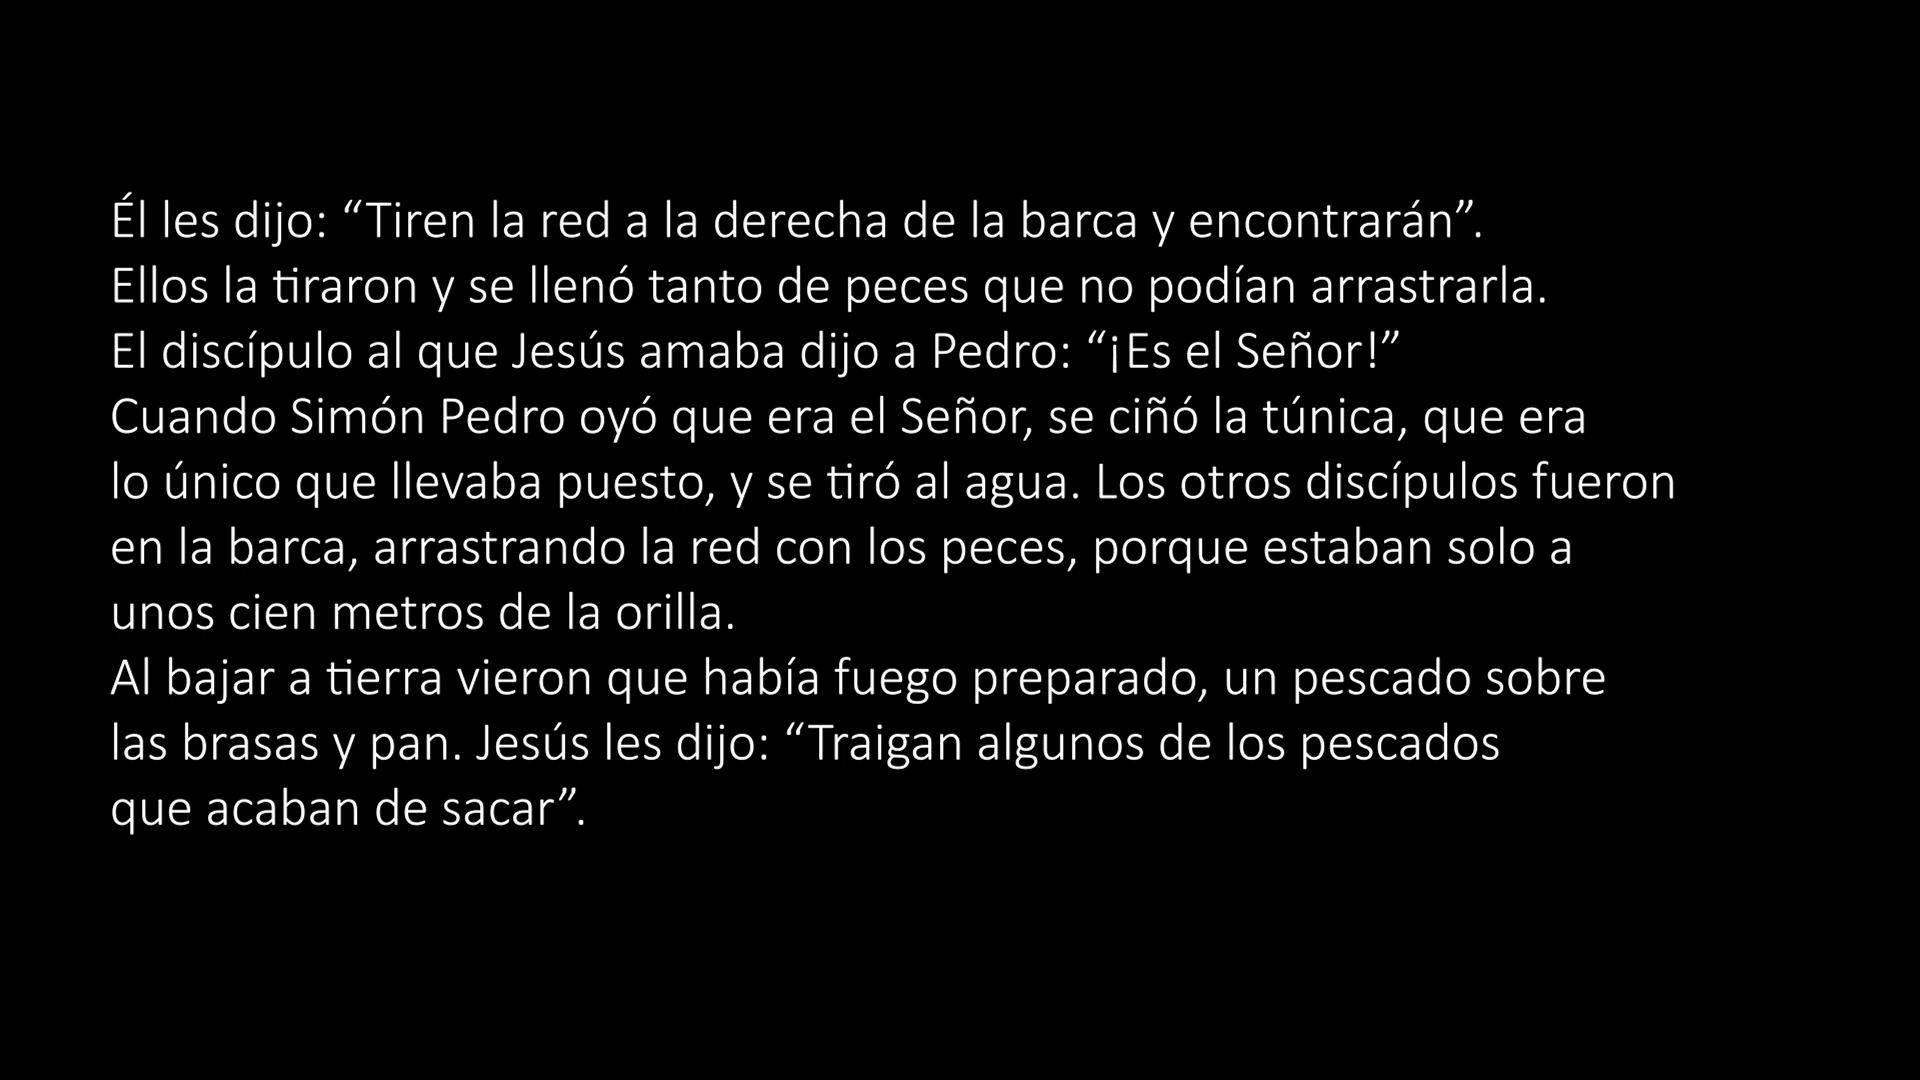 Él les dijo: “Tiren la red a la derecha de la barca y encontrarán”.
Ellos la tiraron y se llenó tanto de peces que no podían arrastrarla.
El discípulo al que Jesús amaba dijo a Pedro: “¡Es el Señor!”
Cuando Simón Pedro oyó que era el Señor, se ciñó la túnica, que era
lo único que llevaba puesto, y se tiró al agua. Los otros discípulos fueron
en la barca, arrastrando la red con los peces, porque estaban solo a
unos cien metros de la orilla.
Al bajar a tierra vieron que había fuego preparado, un pescado sobre
las brasas y pan. Jesús les dijo: “Traigan algunos de los pescados
que acaban de sacar”.